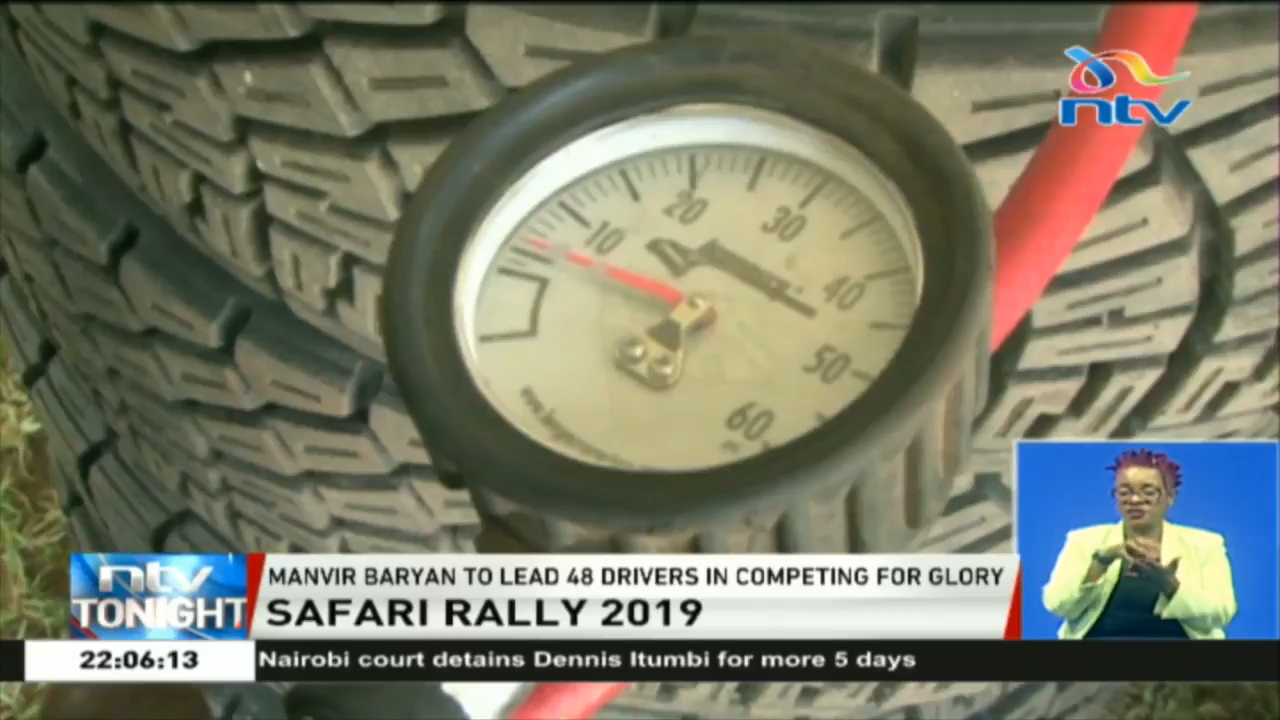 ntv
10
20
30
40
50
60
ntv
TONIGHT
MANVIR BARYAN TO LEAD 48 DRIVERS IN COMPETING FOR GLORY
SAFARI RALLY 2019
22:06:13
Nairobi court detains Dennis Itumbi for more 5 days